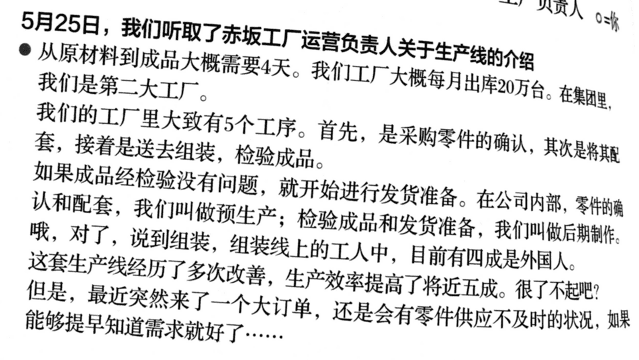 负责人 ○=你
5月25日，我们听取了赤坂工厂运营负责人关于生产线的介绍
● 从原材料到成品大概需要4天。我们工厂大概每月出库20万台。在集团里，
我们是第二大工厂。
我们的工厂里大致有5个工序。首先，是采购零件的确认，其次是将其配
套，接着是送去组装，检验成品。
如果成品经检验没有问题，就开始进行发货准备。在公司内部，零件的确
认和配套，我们叫做预生产；检验成品和发货准备，我们叫做后期制作。
哦，对了，说到组装，组装线上的工人中，目前有四成是外国人。
这套生产线经历了多次改善，生产效率提高了将近五成。很了不起吧？
但是，最近突然来了一个大订单，还是会有零件供应不及时的状况，如果
能够提早知道需求就好了……